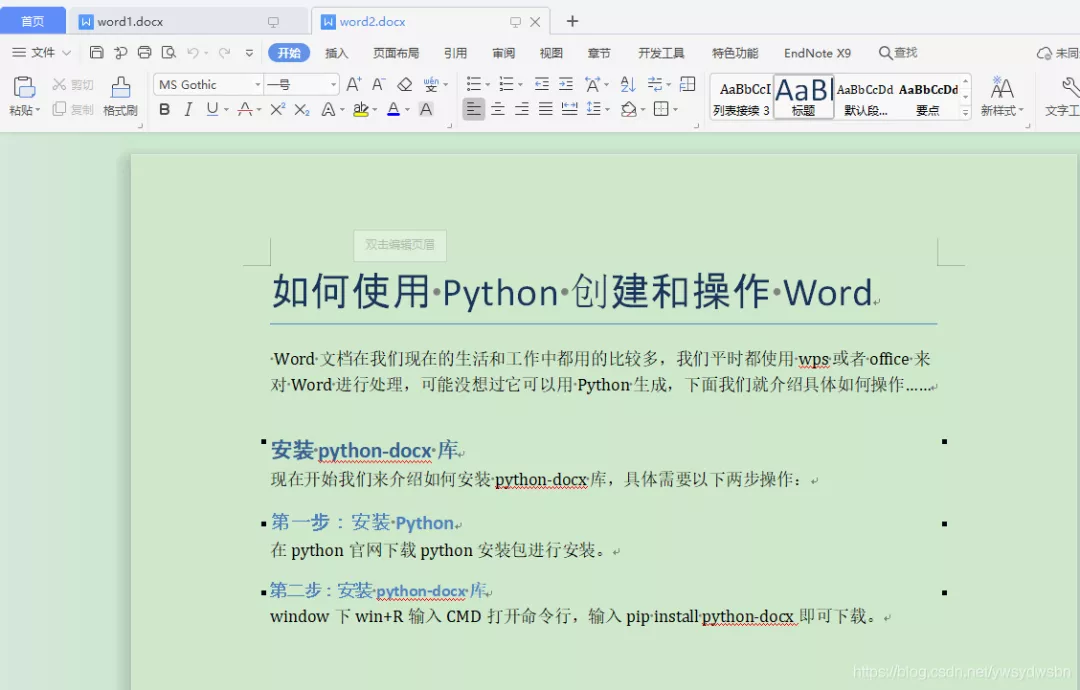 首页 word1.docx word2.docx
文件 开始 插入 页面布局 引用 审阅 视图 章节 开发工具 特色功能 EndNote X9 查找 未同
粘贴 剪切 复制 格式刷 MS Gothic 一号 AaBbCcI AaBl AaBbCcDd AaBbCcDd 列表接续 3 标题 默认段... 要点 新样式 文字工
双击编辑页眉
如何使用 Python 创建和操作 Word
Word 文档在我们现在的生活和工作中都用的比较多，我们平时都使用 wps 或者 office 来
对 Word 进行处理，可能没想过它可以用 Python 生成，下面我们就介绍具体如何操作……
安装 python-docx 库
现在开始我们来介绍如何安装 python-docx 库，具体需要以下两步操作：
第一步：安装 Python
在 python 官网下载 python 安装包进行安装。
第二步：安装 python-docx 库
window 下 win+R 输入 CMD 打开命令行，输入 pip install python-docx 即可下载。
https://blog.csdn.net/ywsydwsbn